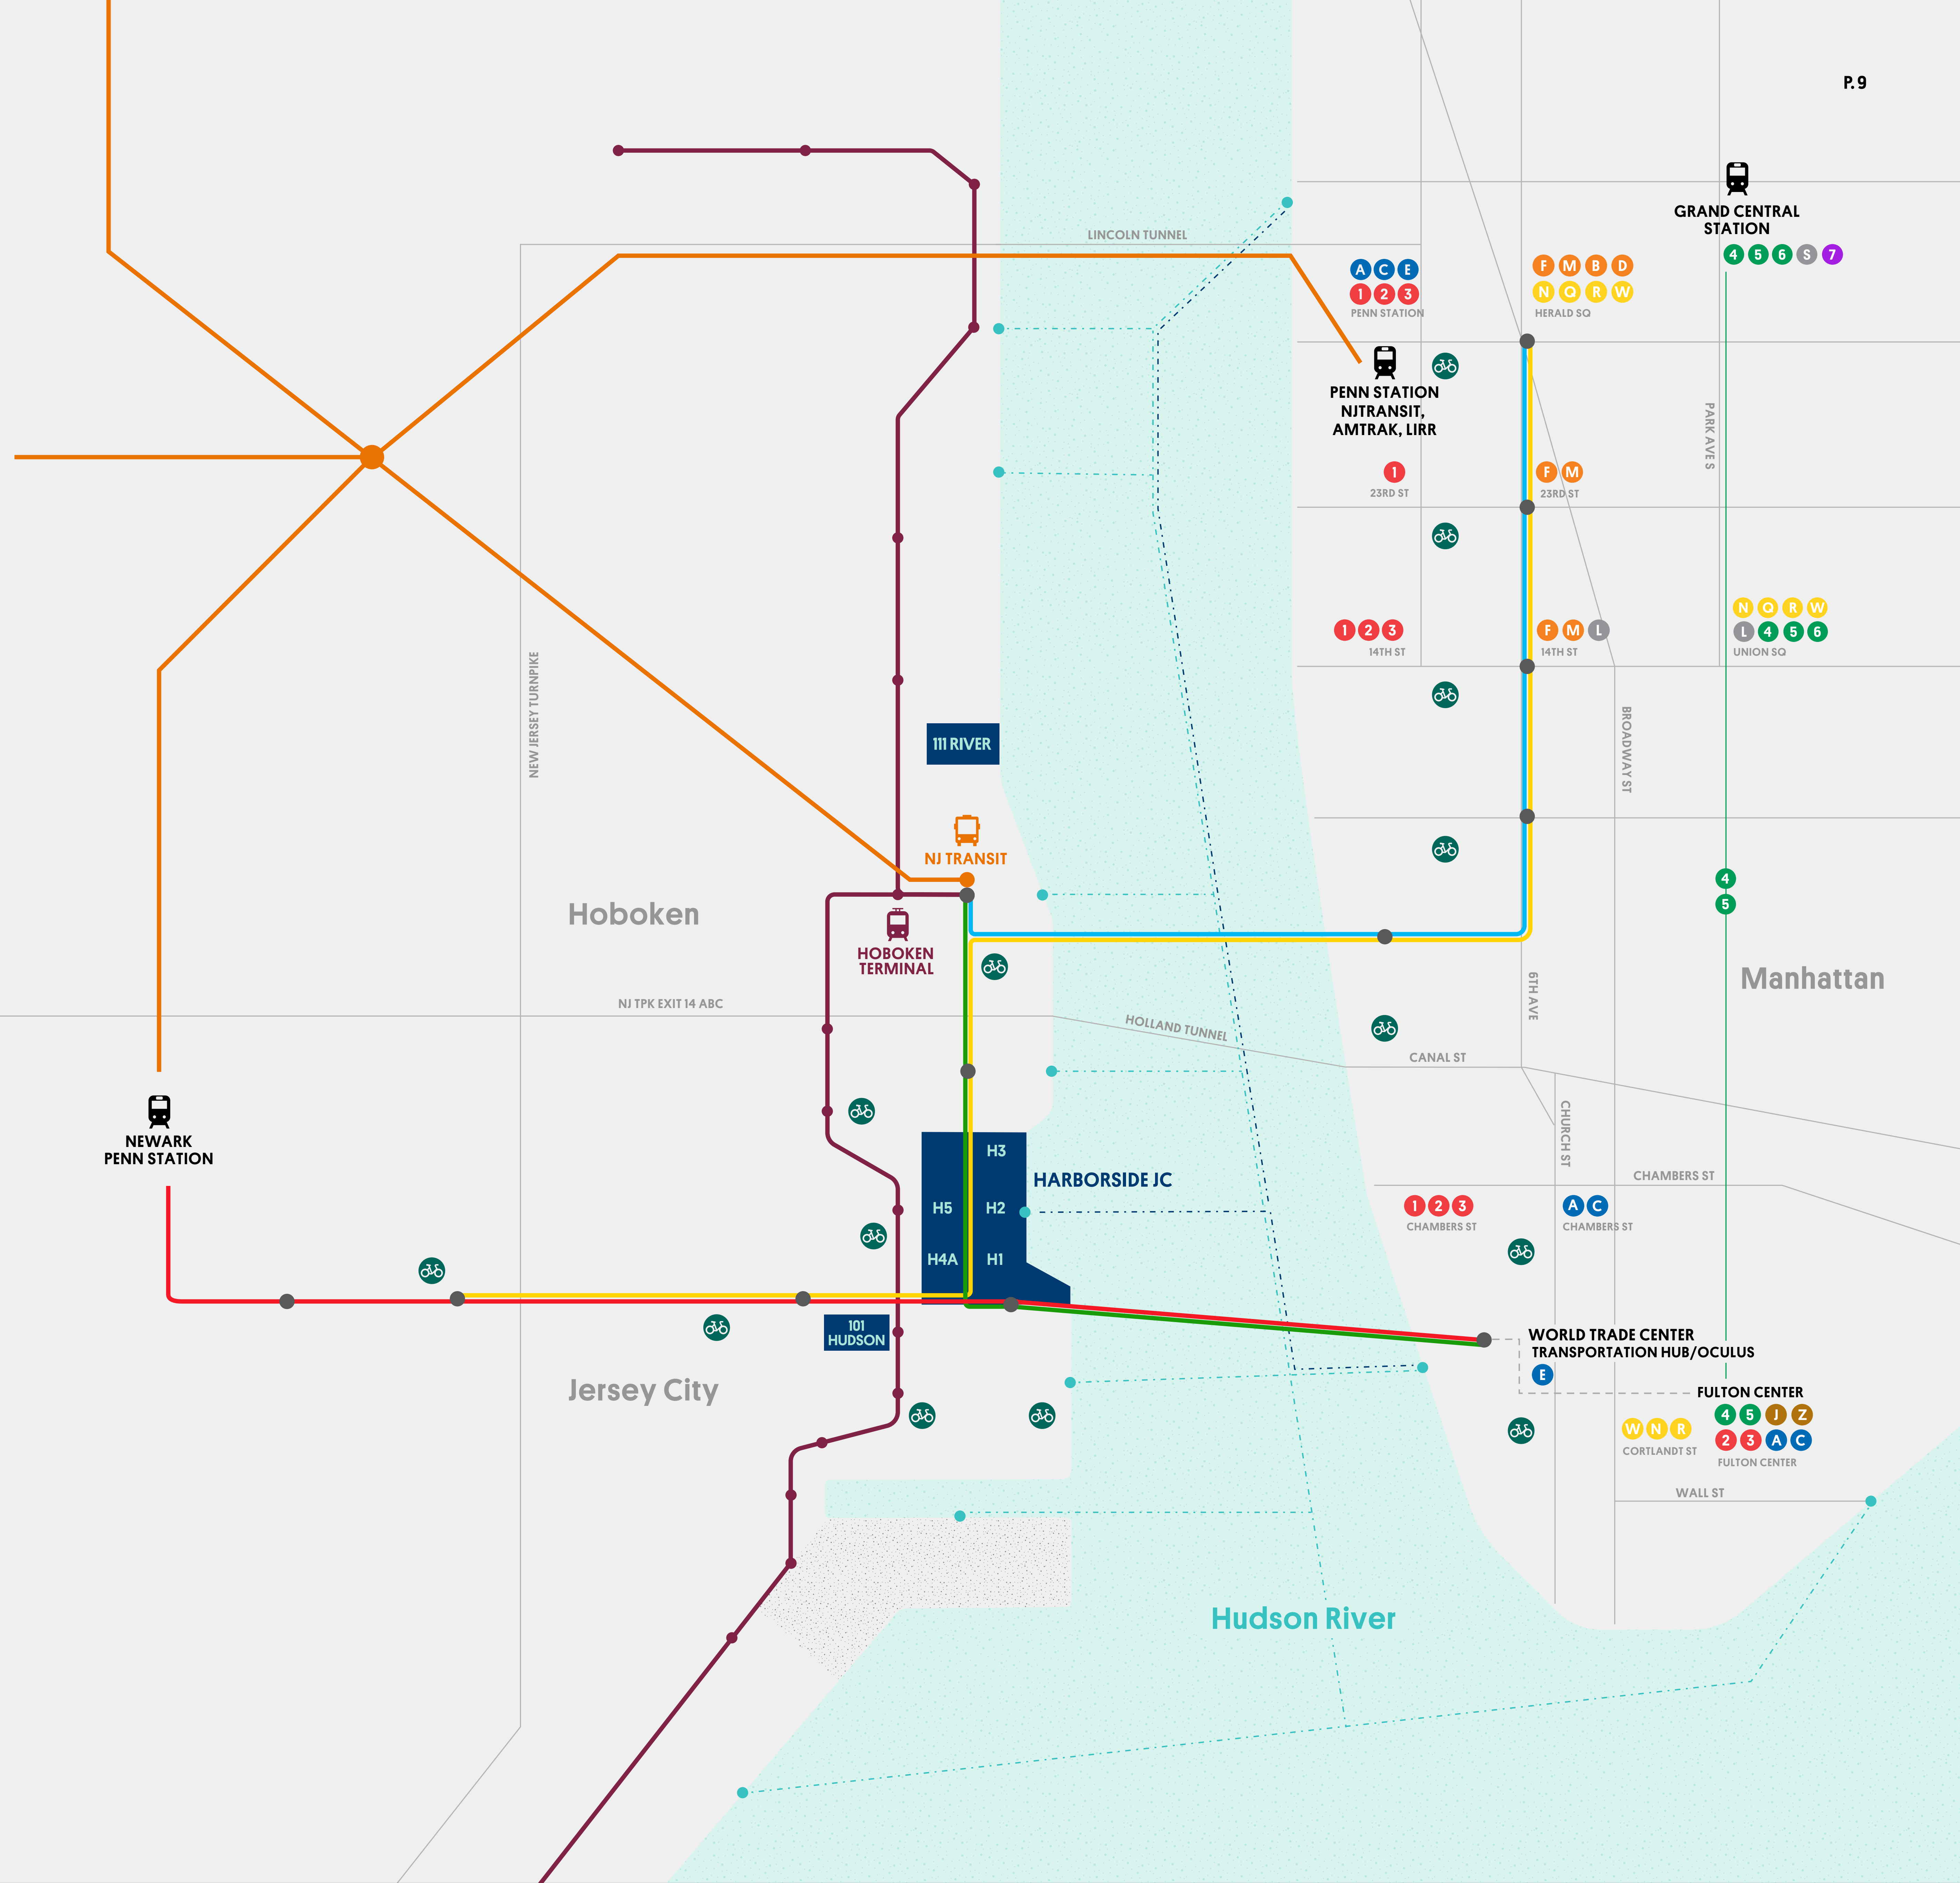 P. 9
GRAND CENTRAL
STATION
4 5 6 S 7
LINCOLN TUNNEL
A C E
1 2 3
PENN STATION
F M B D
N Q R W
HERALD SQ
PENN STATION
NJTRANSIT,
AMTRAK, LIRR
PARK AVE S
1
23RD ST
F M
23RD ST
1 2 3
14TH ST
F M L
14TH ST
N Q R W
L 4 5 6
UNION SQ
NEW JERSEY TURNPIKE
111 RIVER
BROADWAY ST
NJ TRANSIT
4
5
Hoboken
HOBOKEN
TERMINAL
Manhattan
6TH AVE
NJ TPK EXIT 14 ABC
HOLLAND TUNNEL
CANAL ST
CHURCH ST
NEWARK
PENN STATION
H3
HARBORSIDE JC
H5
H2
H4A
H1
CHAMBERS ST
1 2 3
CHAMBERS ST
A C
CHAMBERS ST
101
HUDSON
WORLD TRADE CENTER
TRANSPORTATION HUB/OCULUS
E
Jersey City
FULTON CENTER
4 5 J Z
2 3 A C
FULTON CENTER
W N R
CORTLANDT ST
WALL ST
Hudson River